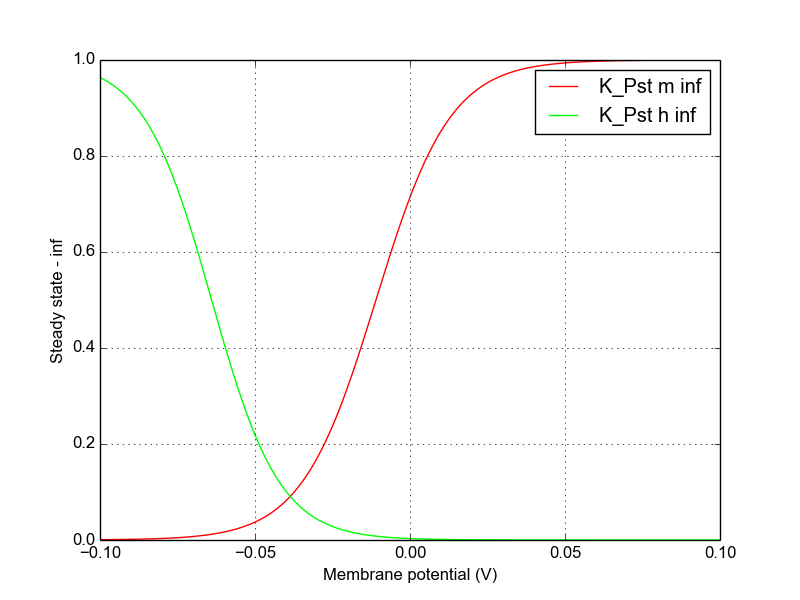 1.0
0.8
0.6
0.4
0.2
0.0
Steady state - inf
K_Pst m inf
K_Pst h inf
−0.10 −0.05 0.00 0.05 0.10
Membrane potential (V)